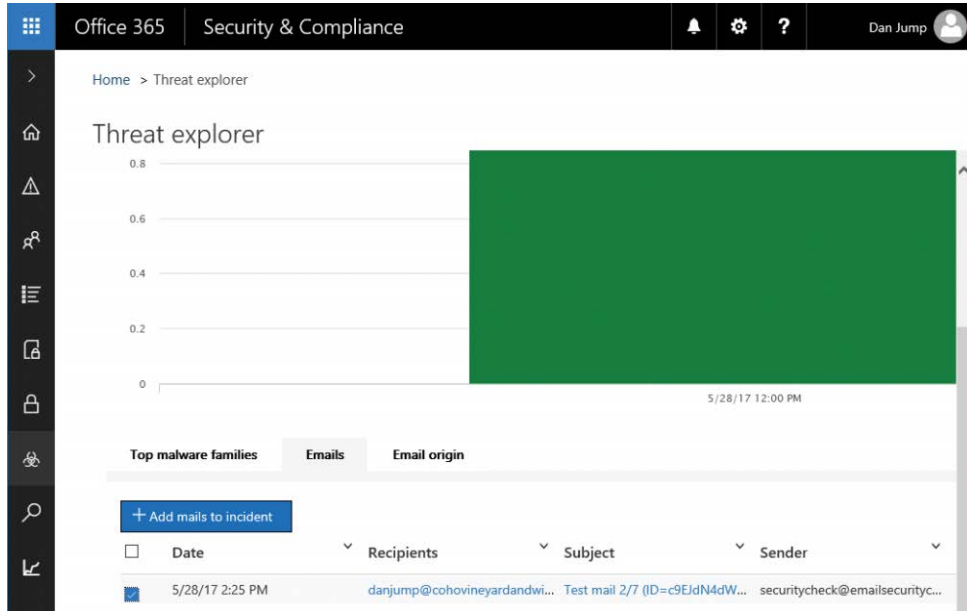 Office 365 Security & Compliance ? Dan Jump
Home > Threat explorer
Threat explorer
0.8
0.6
0.4
0.2
0
5/28/17 12:00 PM
Top malware families Emails Email origin
+ Add mails to incident
Date Recipients Subject Sender
5/28/17 2:25 PM danjump@cohovineyardandwi... Test mail 2/7 (ID=c9EJdN4dW... securitycheck@emailsecurityc...